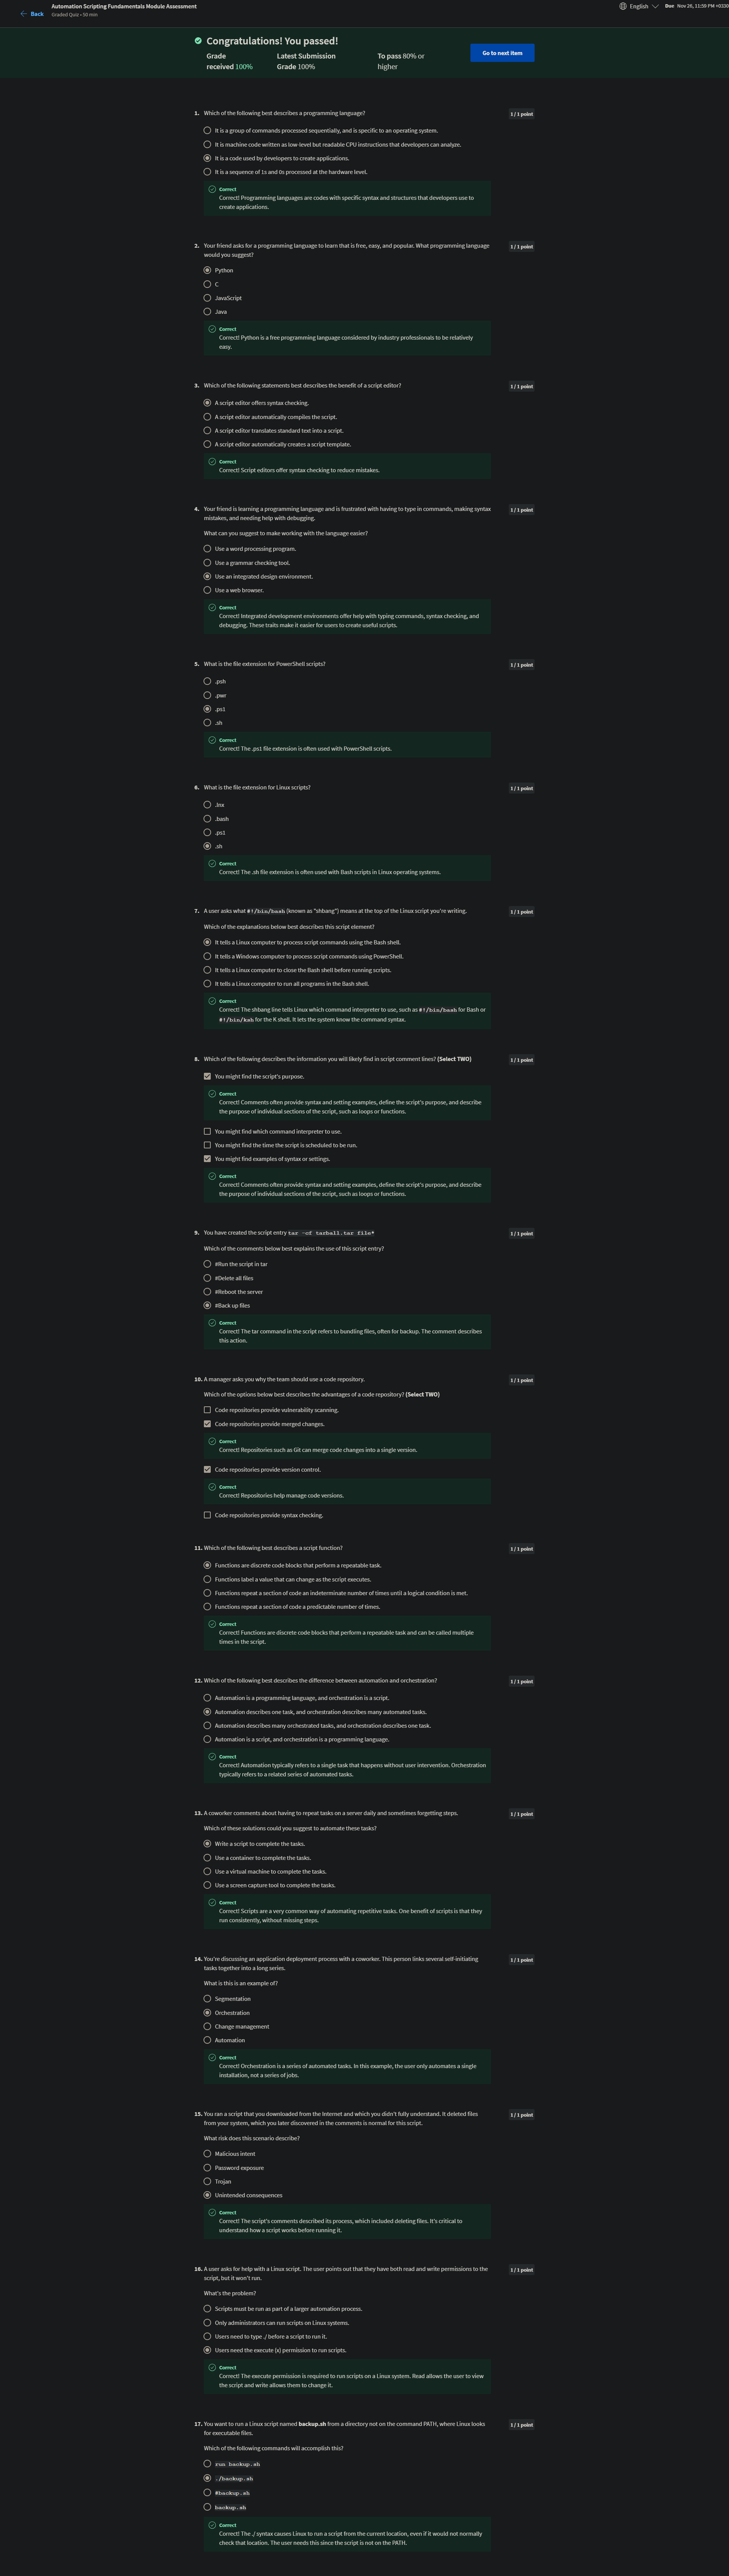 Back
Automation Scripting Fundamentals Module Assessment
Graded Quiz • 50 min
English
Due Nov 26, 11:59 PM +0330
Congratulations! You passed!
Grade received 100%
Latest Submission Grade 100%
To pass 80% or higher
Go to next item
1. Which of the following best describes a programming language?
1 / 1 point
It is a group of commands processed sequentially, and is specific to an operating system.
It is machine code written as low-level but readable CPU instructions that developers can analyze.
It is a code used by developers to create applications.
It is a sequence of 1s and 0s processed at the hardware level.
Correct
Correct! Programming languages are codes with specific syntax and structures that developers use to
create applications.
2. Your friend asks for a programming language to learn that is free, easy, and popular. What programming language
would you suggest?
1 / 1 point
Python
C
JavaScript
Java
Correct
Correct! Python is a free programming language considered by industry professionals to be relatively
easy.
3. Which of the following statements best describes the benefit of a script editor?
1 / 1 point
A script editor offers syntax checking.
A script editor automatically compiles the script.
A script editor translates standard text into a script.
A script editor automatically creates a script template.
Correct
Correct! Script editors offer syntax checking to reduce mistakes.
4. Your friend is learning a programming language and is frustrated with having to type in commands, making syntax
mistakes, and needing help with debugging.
1 / 1 point
What can you suggest to make working with the language easier?
Use a word processing program.
Use a grammar checking tool.
Use an integrated design environment.
Use a web browser.
Correct
Correct! Integrated development environments offer help with typing commands, syntax checking, and
debugging. These traits make it easier for users to create useful scripts.
5. What is the file extension for PowerShell scripts?
1 / 1 point
.psh
.pwr
.ps1
.sh
Correct
Correct! The .ps1 file extension is often used with PowerShell scripts.
6. What is the file extension for Linux scripts?
1 / 1 point
.lnx
.bash
.ps1
.sh
Correct
Correct! The .sh file extension is often used with Bash scripts in Linux operating systems.
7. A user asks what #!/bin/bash (known as "shbang") means at the top of the Linux script you're writing.
1 / 1 point
Which of the explanations below best describes this script element?
It tells a Linux computer to process script commands using the Bash shell.
It tells a Windows computer to process script commands using PowerShell.
It tells a Linux computer to close the Bash shell before running scripts.
It tells a Linux computer to run all programs in the Bash shell.
Correct
Correct! The shbang line tells Linux which command interpreter to use, such as #!/bin/bash for Bash or
#!/bin/ksh for the K shell. It lets the system know the command syntax.
8. Which of the following describes the information you will likely find in script comment lines? (Select TWO)
1 / 1 point
You might find the script's purpose.
Correct
Correct! Comments often provide syntax and setting examples, define the script's purpose, and describe
the purpose of individual sections of the script, such as loops or functions.
You might find which command interpreter to use.
You might find the time the script is scheduled to be run.
You might find examples of syntax or settings.
Correct
Correct! Comments often provide syntax and setting examples, define the script's purpose, and describe
the purpose of individual sections of the script, such as loops or functions.
9. You have created the script entry tar -cf tarball.tar file*
1 / 1 point
Which of the comments below best explains the use of this script entry?
#Run the script in tar
#Delete all files
#Reboot the server
#Back up files
Correct
Correct! The tar command in the script refers to bundling files, often for backup. The comment describes
this action.
10. A manager asks you why the team should use a code repository.
1 / 1 point
Which of the options below best describes the advantages of a code repository? (Select TWO)
Code repositories provide vulnerability scanning.
Code repositories provide merged changes.
Correct
Correct! Repositories such as Git can merge code changes into a single version.
Code repositories provide version control.
Correct
Correct! Repositories help manage code versions.
Code repositories provide syntax checking.
11. Which of the following best describes a script function?
1 / 1 point
Functions are discrete code blocks that perform a repeatable task.
Functions label a value that can change as the script executes.
Functions repeat a section of code an indeterminate number of times until a logical condition is met.
Functions repeat a section of code a predictable number of times.
Correct
Correct! Functions are discrete code blocks that perform a repeatable task and can be called multiple
times in the script.
12. Which of the following best describes the difference between automation and orchestration?
1 / 1 point
Automation is a programming language, and orchestration is a script.
Automation describes one task, and orchestration describes many automated tasks.
Automation describes many orchestrated tasks, and orchestration describes one task.
Automation is a script, and orchestration is a programming language.
Correct
Correct! Automation typically refers to a single task that happens without user intervention. Orchestration
typically refers to a related series of automated tasks.
13. A coworker comments about having to repeat tasks on a server daily and sometimes forgetting steps.
1 / 1 point
Which of these solutions could you suggest to automate these tasks?
Write a script to complete the tasks.
Use a container to complete the tasks.
Use a virtual machine to complete the tasks.
Use a screen capture tool to complete the tasks.
Correct
Correct! Scripts are a very common way of automating repetitive tasks. One benefit of scripts is that they
run consistently, without missing steps.
14. You're discussing an application deployment process with a coworker. This person links several self-initiating
tasks together into a long series.
1 / 1 point
What is this is an example of?
Segmentation
Orchestration
Change management
Automation
Correct
Correct! Orchestration is a series of automated tasks. In this example, the user only automates a single
installation, not a series of jobs.
15. You ran a script that you downloaded from the Internet and which you didn't fully understand. It deleted files
from your system, which you later discovered in the comments is normal for this script.
1 / 1 point
What risk does this scenario describe?
Malicious intent
Password exposure
Trojan
Unintended consequences
Correct
Correct! The script's comments described its process, which included deleting files. It's critical to
understand how a script works before running it.
16. A user asks for help with a Linux script. The user points out that they have both read and write permissions to the
script, but it won't run.
1 / 1 point
What's the problem?
Scripts must be run as part of a larger automation process.
Only administrators can run scripts on Linux systems.
Users need to type ./ before a script to run it.
Users need the execute (x) permission to run scripts.
Correct
Correct! The execute permission is required to run scripts on a Linux system. Read allows the user to view
the script and write allows them to change it.
17. You want to run a Linux script named backup.sh from a directory not on the command PATH, where Linux looks
for executable files.
1 / 1 point
Which of the following commands will accomplish this?
run backup.sh
./backup.sh
#backup.sh
backup.sh
Correct
Correct! The ./ syntax causes Linux to run a script from the current location, even if it would not normally
check that location. The user needs this since the script is not on the PATH.